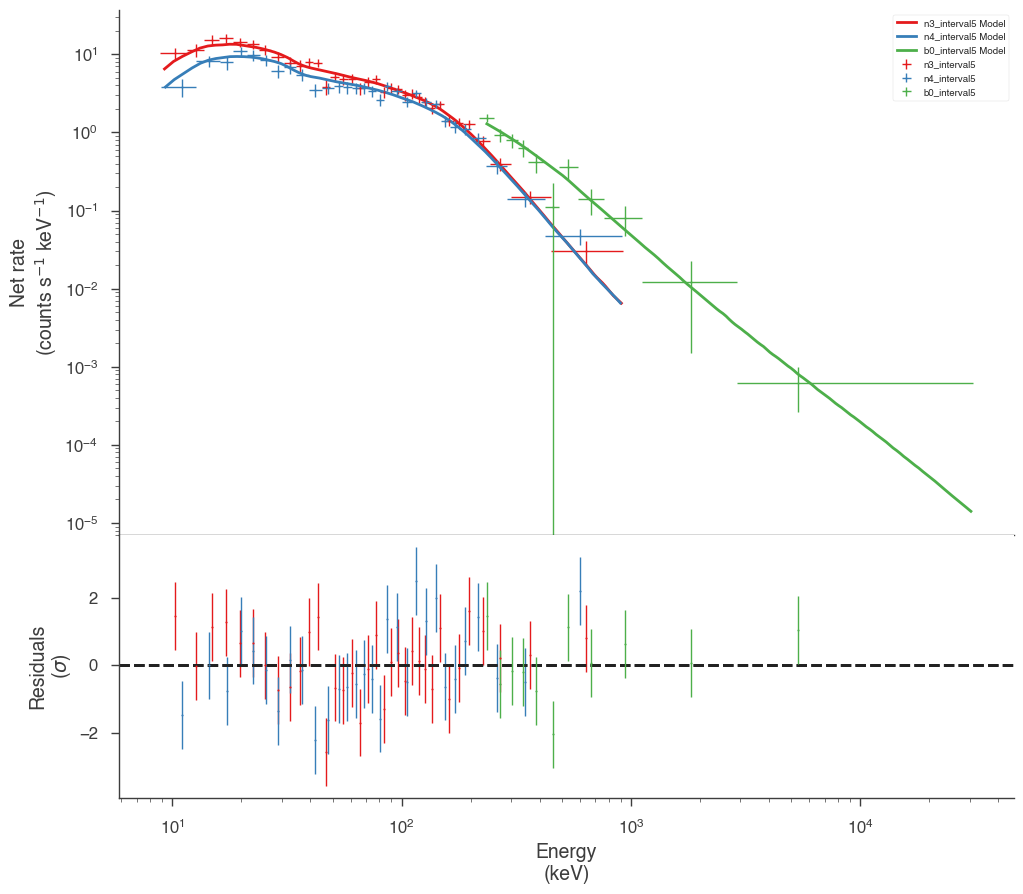 n3_interval5 Model
n4_interval5 Model
b0_interval5 Model
n3_interval5
n4_interval5
b0_interval5
10¹
10⁰
10⁻¹
10⁻²
10⁻³
10⁻⁴
10⁻⁵
Net rate
(counts s⁻¹ keV⁻¹)
2
0
−2
Residuals
(σ)
10¹ 10² 10³ 10⁴
Energy
(keV)